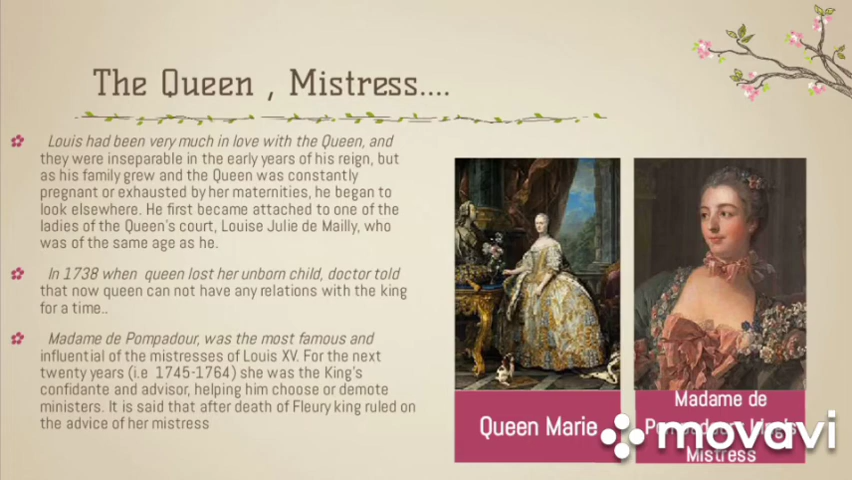 The Queen , Mistress....
Louis had been very much in love with the Queen, and
they were inseparable in the early years of his reign, but
as his family grew and the Queen was constantly
pregnant or exhausted by her maternities, he began to
look elsewhere. He first became attached to one of the
ladies of the Queen's court, Louise Julie de Mailly, who
was of the same age as he.
In 1738 when queen lost her unborn child, doctor told
that now queen can not have any relations with the king
for a time..
Madame de Pompadour, was the most famous and
influential of the mistresses of Louis XV. For the next
twenty years (i.e 1745-1764) she was the King's
confidante and advisor, helping him choose or demote
ministers. It is said that after death of Fleury king ruled on
the advice of her mistress
Queen Marie
Madame de
Mistress
movavi